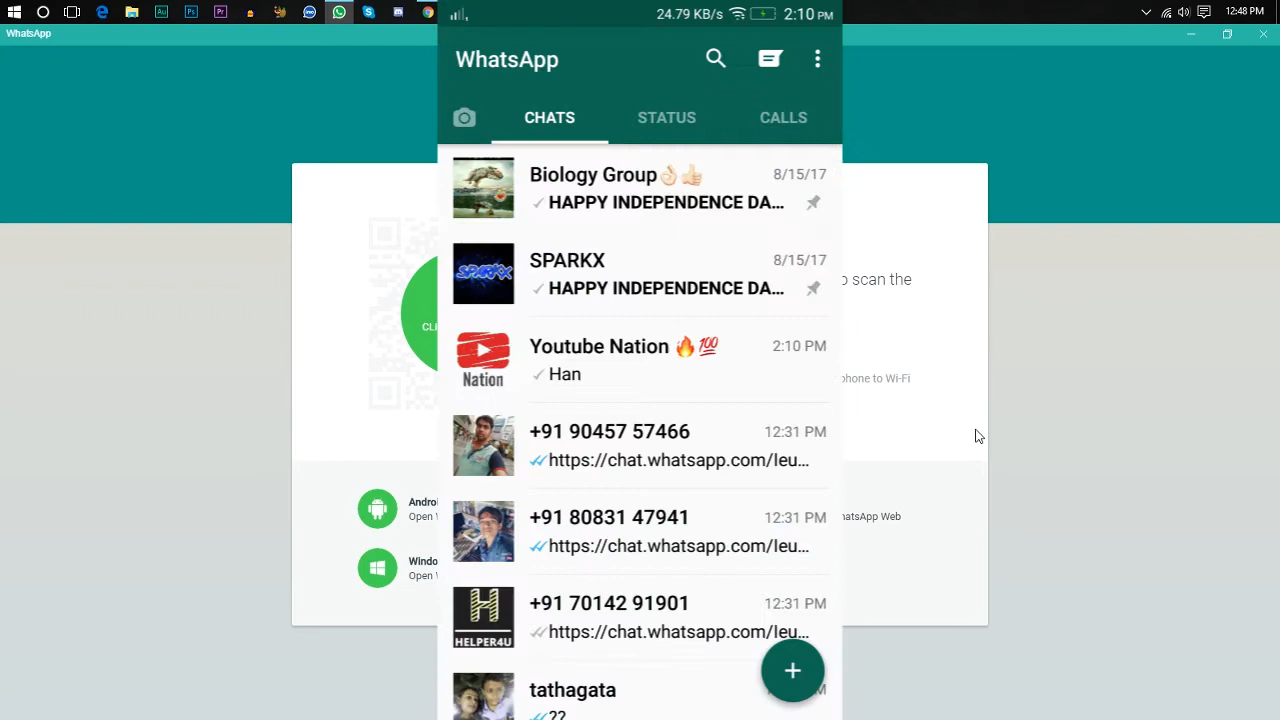 12:48 PM
WhatsApp
24.79 KB/s 2:10 PM
WhatsApp
CHATS STATUS CALLS
Biology Group👌🏻👍🏻 8/15/17
HAPPY INDEPENDENCE DA...
SPARKX
SPARKX 8/15/17
HAPPY INDEPENDENCE DA...
Youtube Nation 🔥💯 2:10 PM
Nation
Han
+91 90457 57466 12:31 PM
https://chat.whatsapp.com/leu...
+91 80831 47941 12:31 PM
https://chat.whatsapp.com/leu...
+91 70142 91901 12:31 PM
H
HELPER4U
https://chat.whatsapp.com/leu...
tathagata
??
+
scan the
phone to Wi-Fi
CLI
Andro
Open
Windo
Open
hatsApp Web